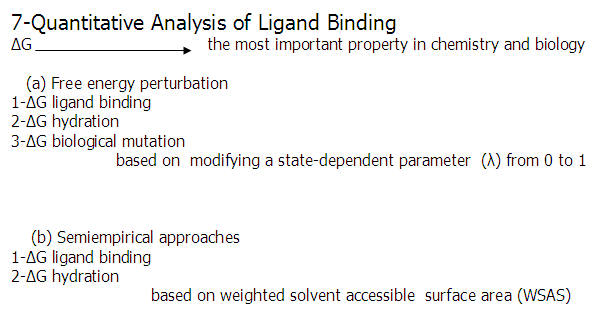 7-Quantitative Analysis of Ligand Binding
ΔG the most important property in chemistry and biology
(a) Free energy perturbation
1-ΔG ligand binding
2-ΔG hydration
3-ΔG biological mutation
based on modifying a state-dependent parameter (λ) from 0 to 1
(b) Semiempirical approaches
1-ΔG ligand binding
2-ΔG hydration
based on weighted solvent accessible surface area (WSAS)